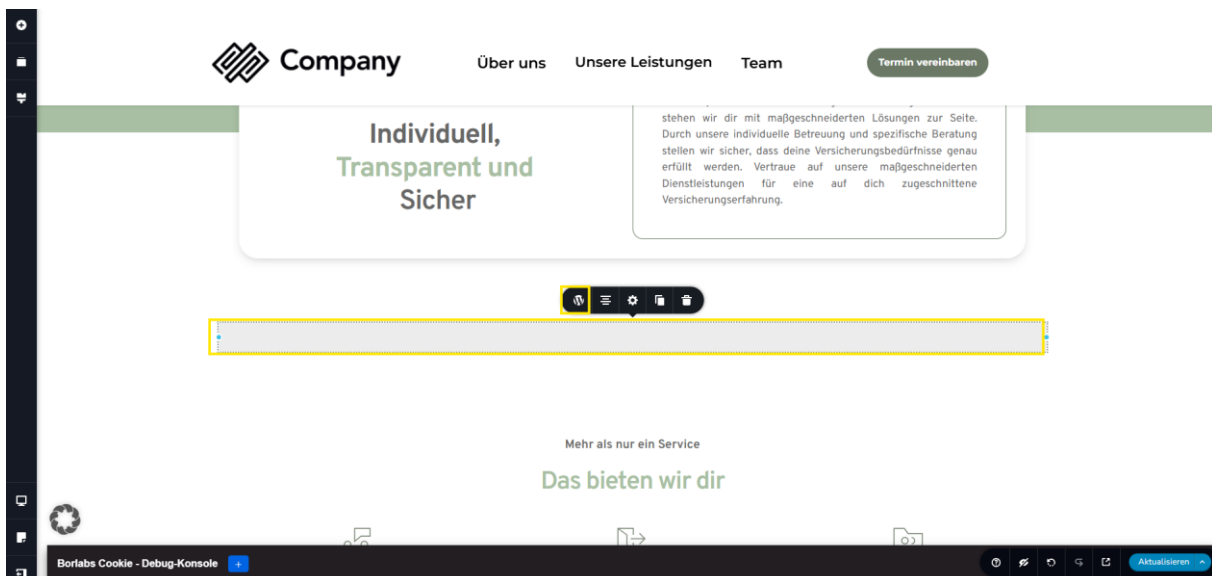 Company
Über uns
Unsere Leistungen
Team
Termin vereinbaren
Individuell,
Transparent und
Sicher
stehen wir dir mit maßgeschneiderten Lösungen zur Seite.
Durch unsere individuelle Betreuung und spezifische Beratung
stellen wir sicher, dass deine Versicherungsbedürfnisse genau
erfüllt werden. Vertraue auf unsere maßgeschneiderten
Dienstleistungen für eine auf dich zugeschnittene
Versicherungserfahrung.
Mehr als nur ein Service
Das bieten wir dir
Borlabs Cookie - Debug-Konsole
+
Aktualisieren